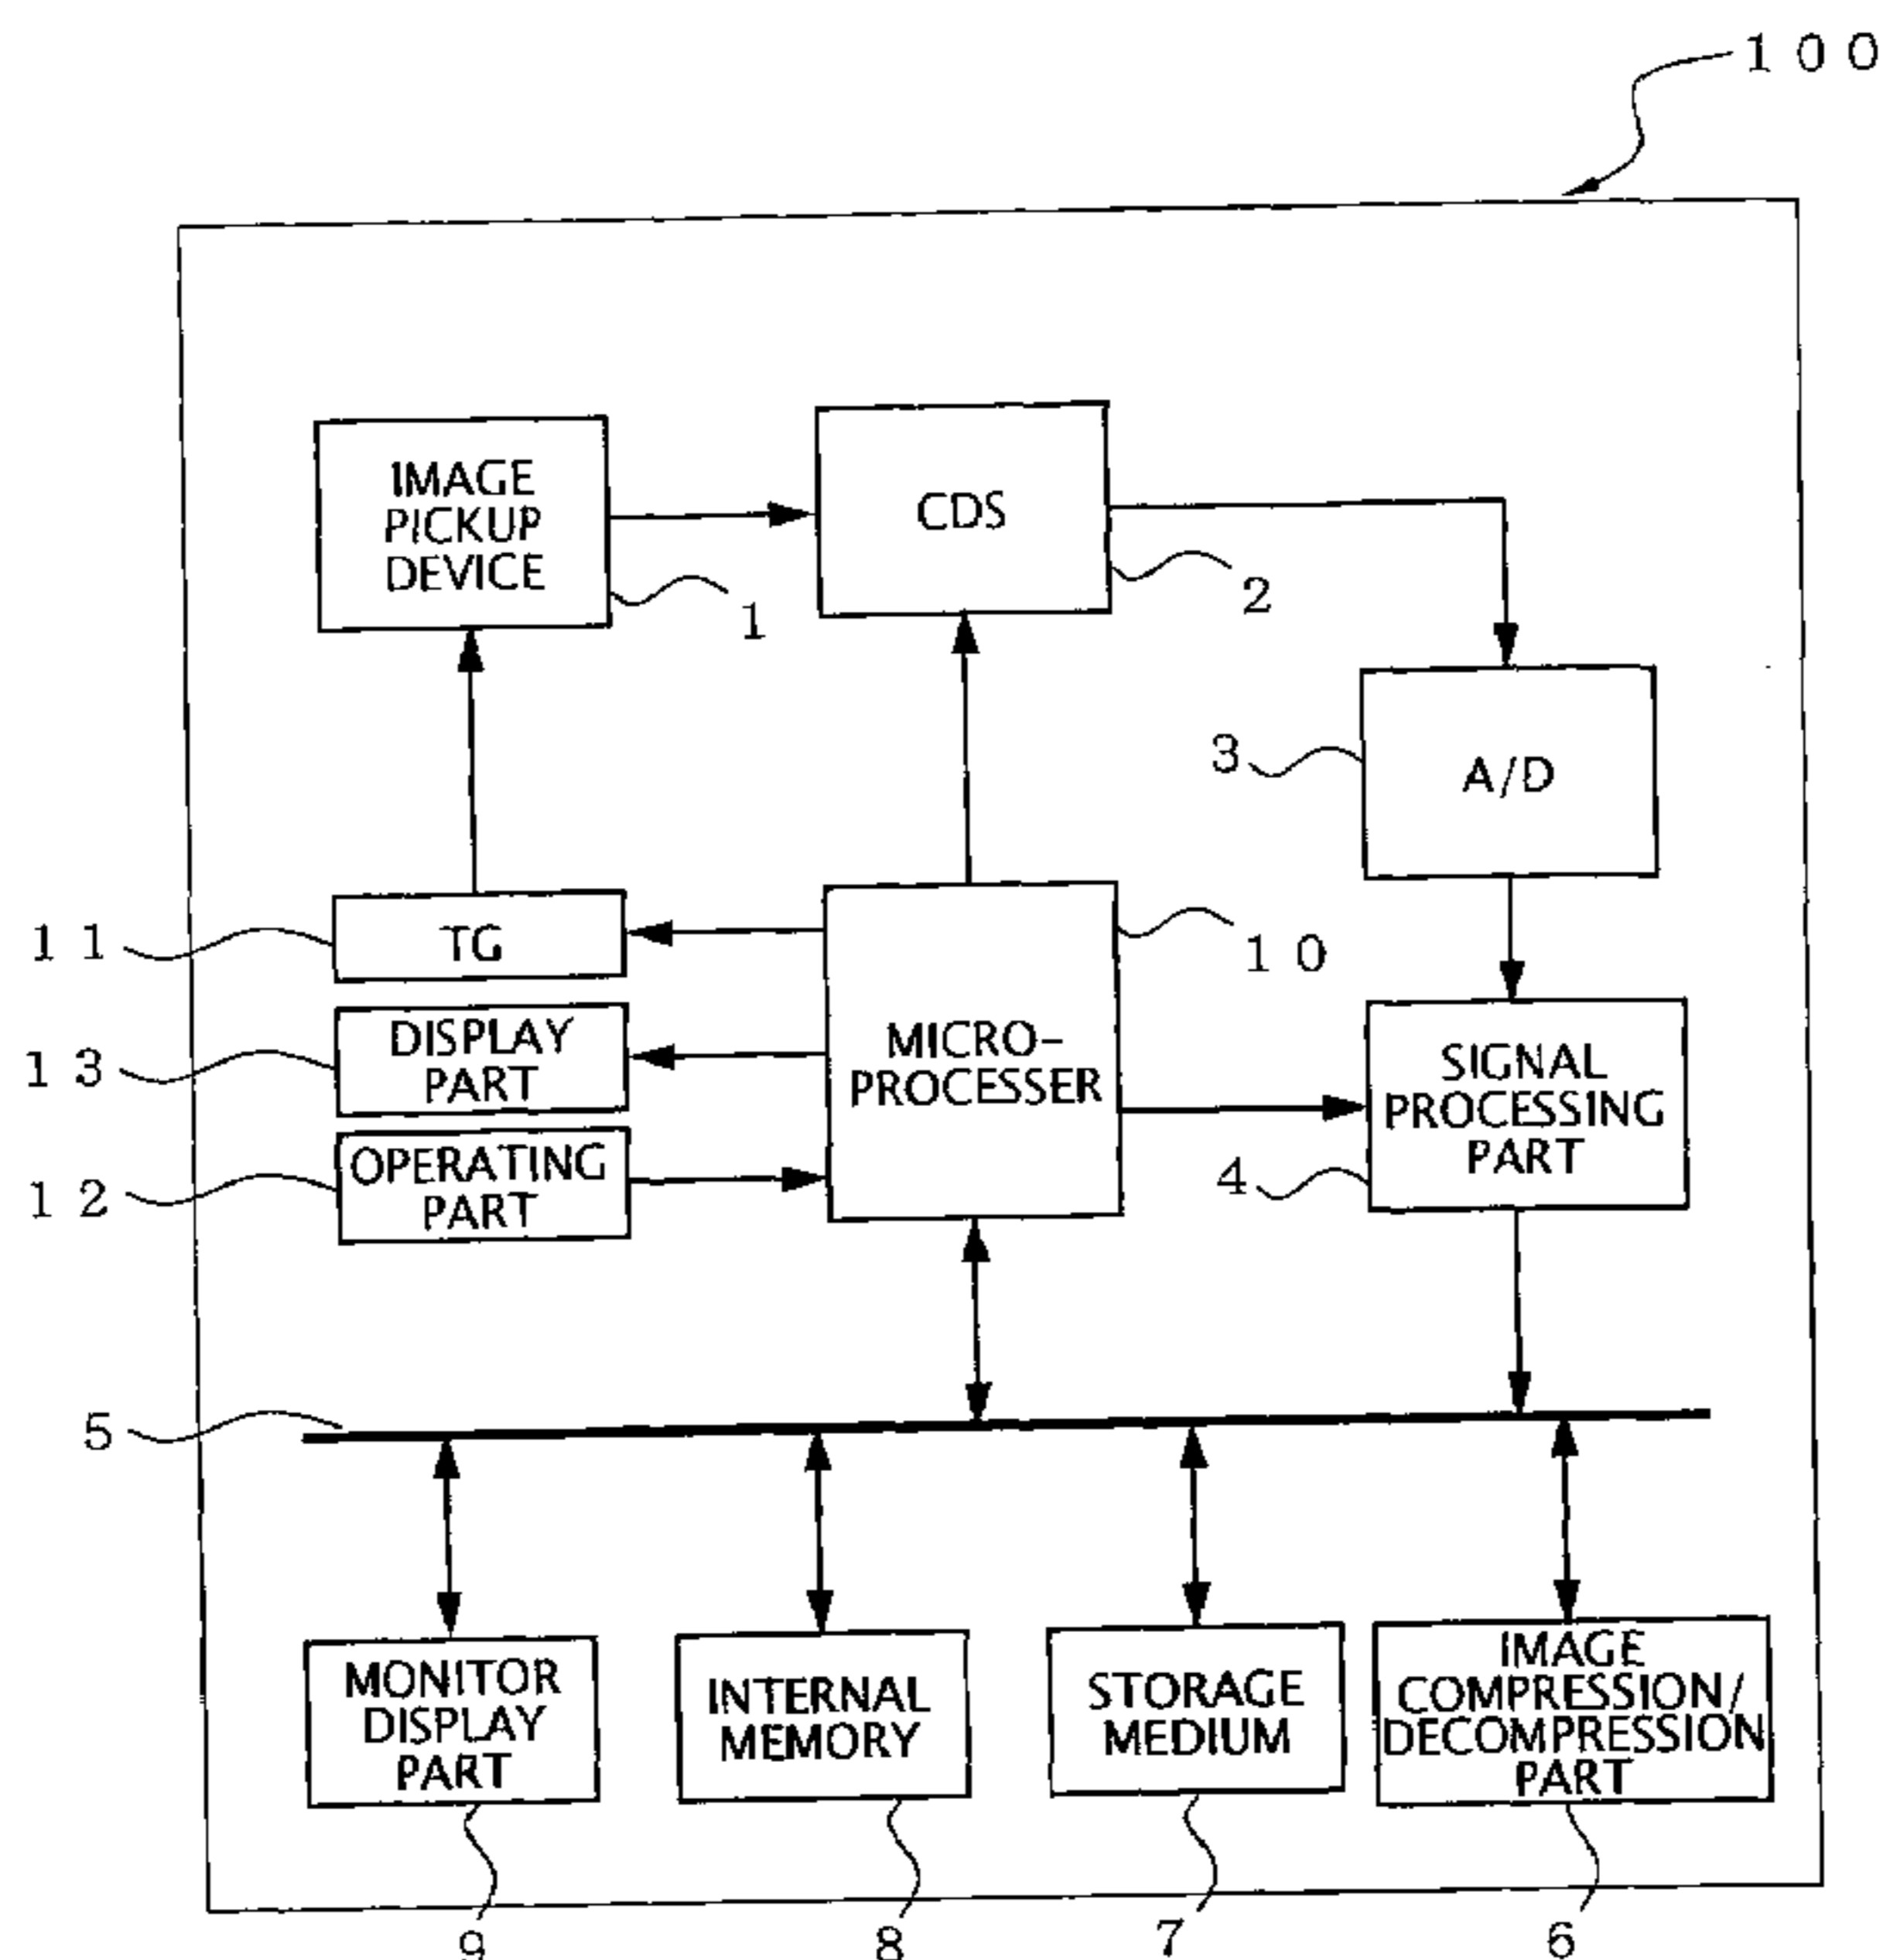 100
IMAGE
PICKUP
DEVICE
1
CDS
2
3
A/D
11
TG
10
13
DISPLAY
PART
MICRO-
PROCESSER
SIGNAL
PROCESSING
PART
4
12
OPERATING
PART
5
MONITOR
DISPLAY
PART
INTERNAL
MEMORY
STORAGE
MEDIUM
IMAGE
COMPRESSION/
DECOMPRESSION
PART
9
8
7
6